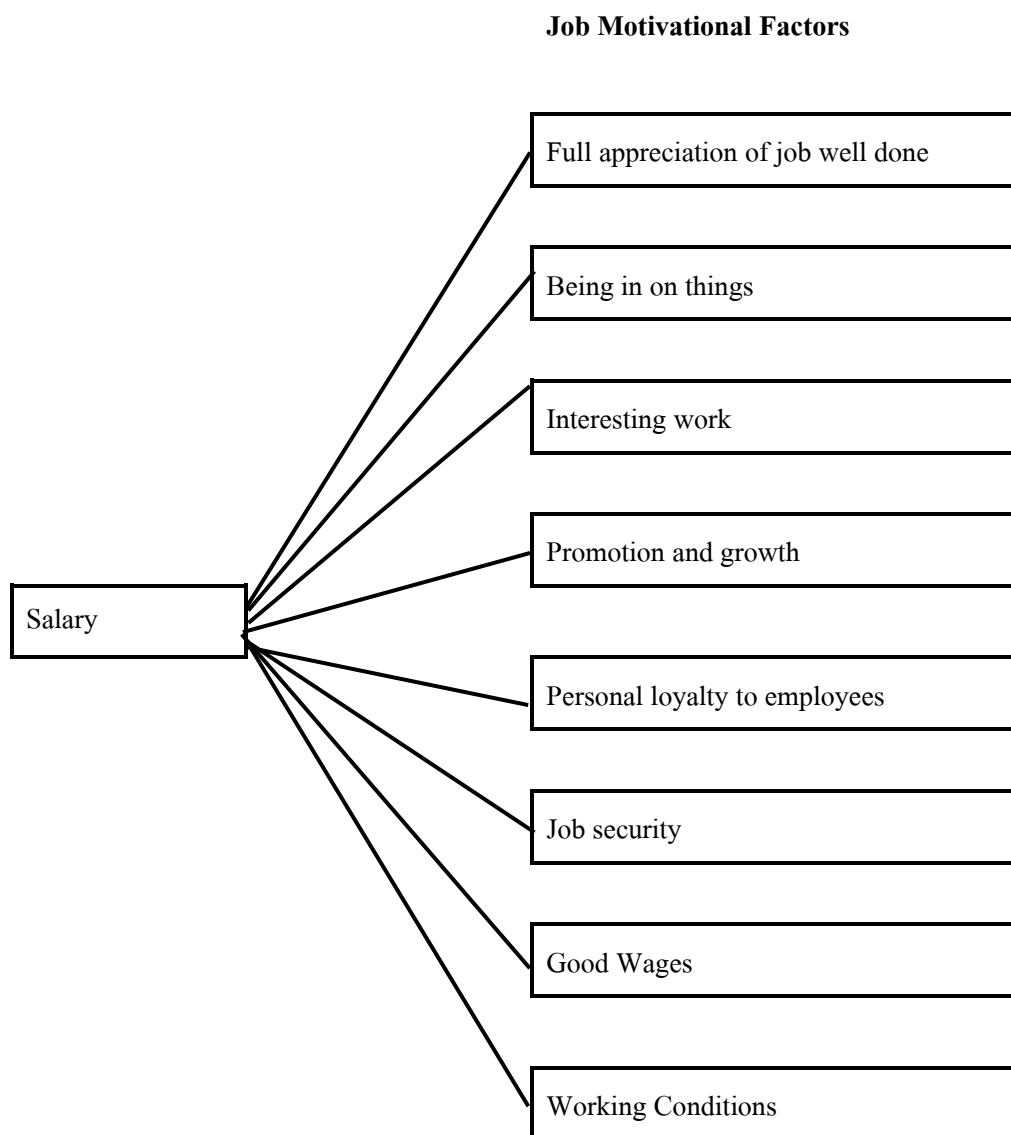 Job Motivational Factors
Full appreciation of job well done
Being in on things
Interesting work
Promotion and growth
Salary
Personal loyalty to employees
Job security
Good Wages
Working Conditions